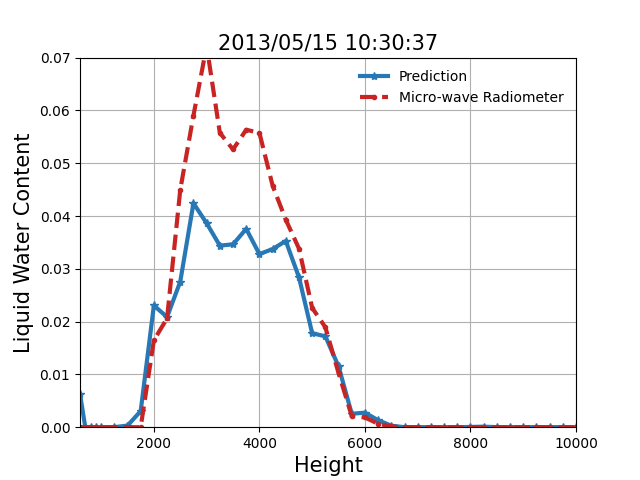 2013/05/15 10:30:37
Prediction
Micro-wave Radiometer
Liquid Water Content
0.07
0.06
0.05
0.04
0.03
0.02
0.01
0.00
2000 4000 6000 8000 10000
Height